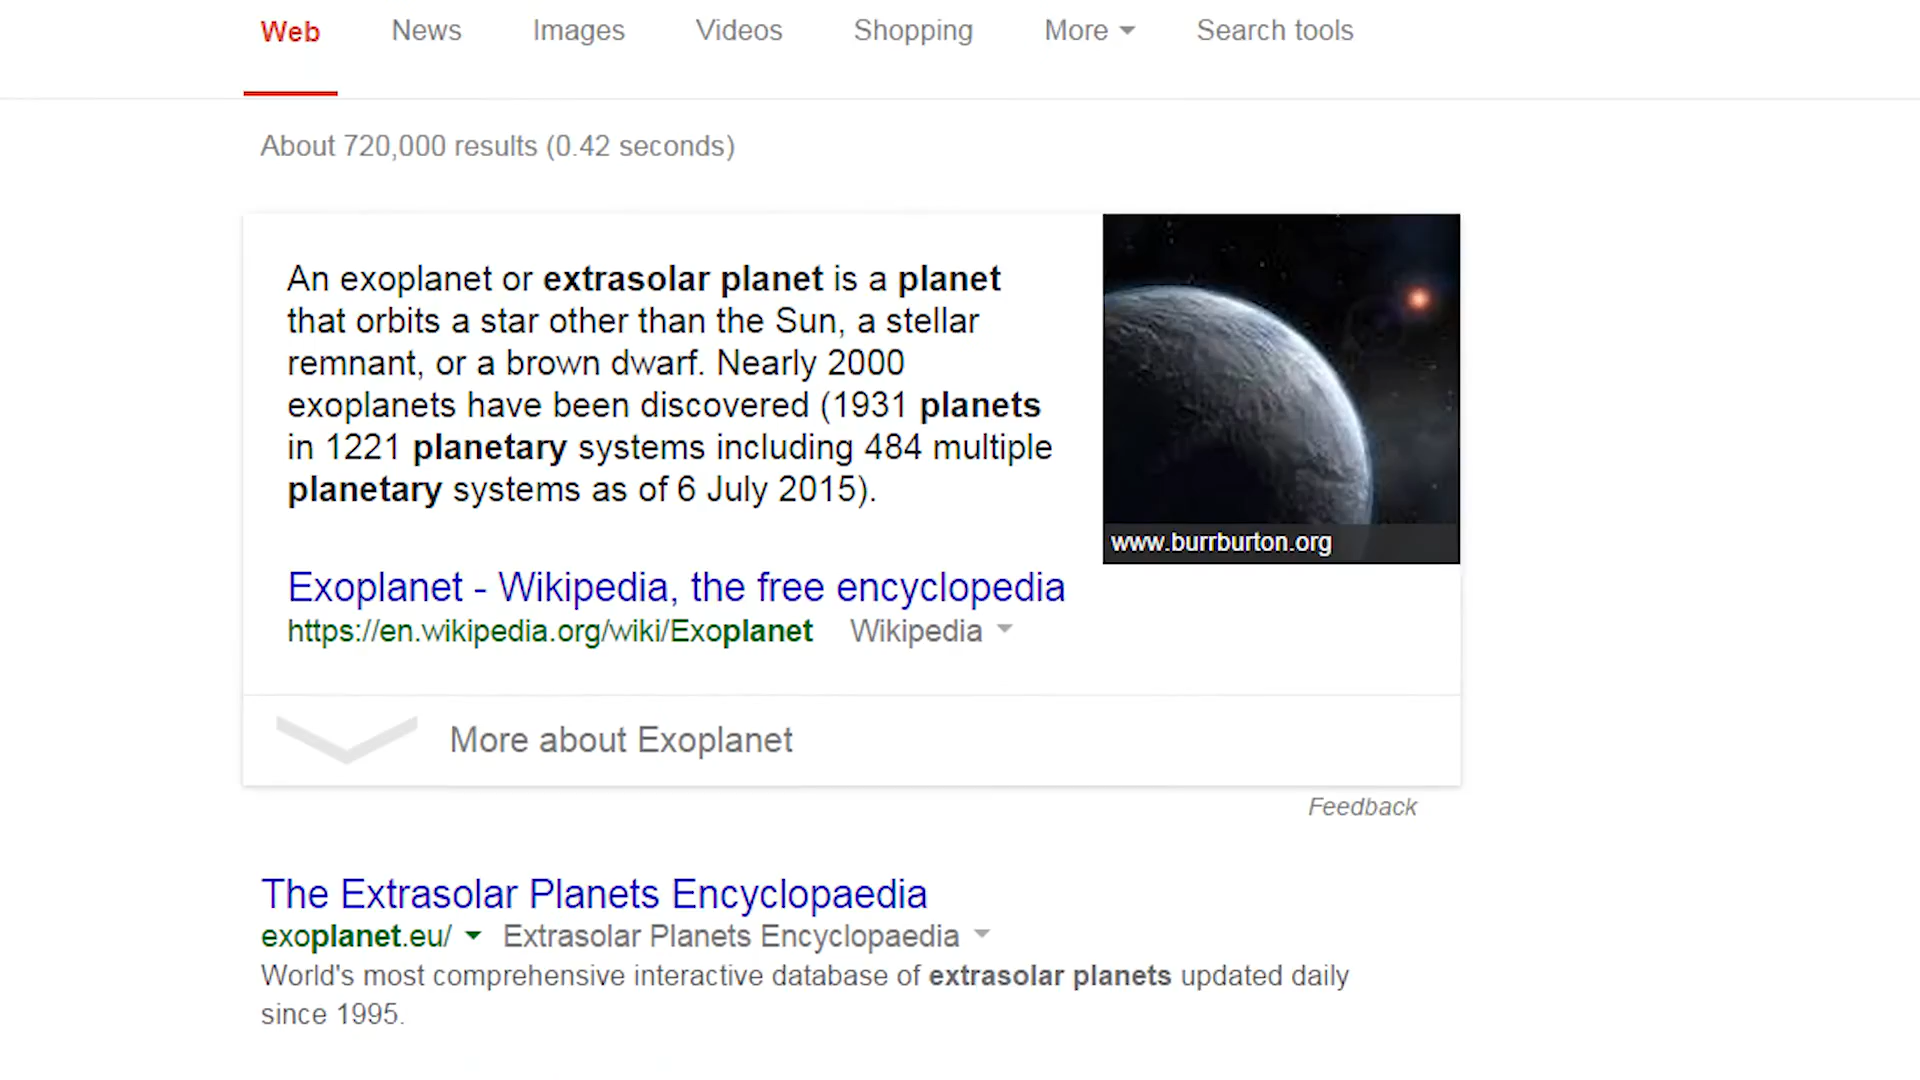 Web News Images Videos Shopping More Search tools
About 720,000 results (0.42 seconds)
An exoplanet or extrasolar planet is a planet
that orbits a star other than the Sun, a stellar
remnant, or a brown dwarf. Nearly 2000
exoplanets have been discovered (1931 planets
in 1221 planetary systems including 484 multiple
planetary systems as of 6 July 2015).
www.burrburton.org
Exoplanet - Wikipedia, the free encyclopedia
https://en.wikipedia.org/wiki/Exoplanet Wikipedia
More about Exoplanet
Feedback
The Extrasolar Planets Encyclopaedia
exoplanet.eu/ Extrasolar Planets Encyclopaedia
World's most comprehensive interactive database of extrasolar planets updated daily
since 1995.